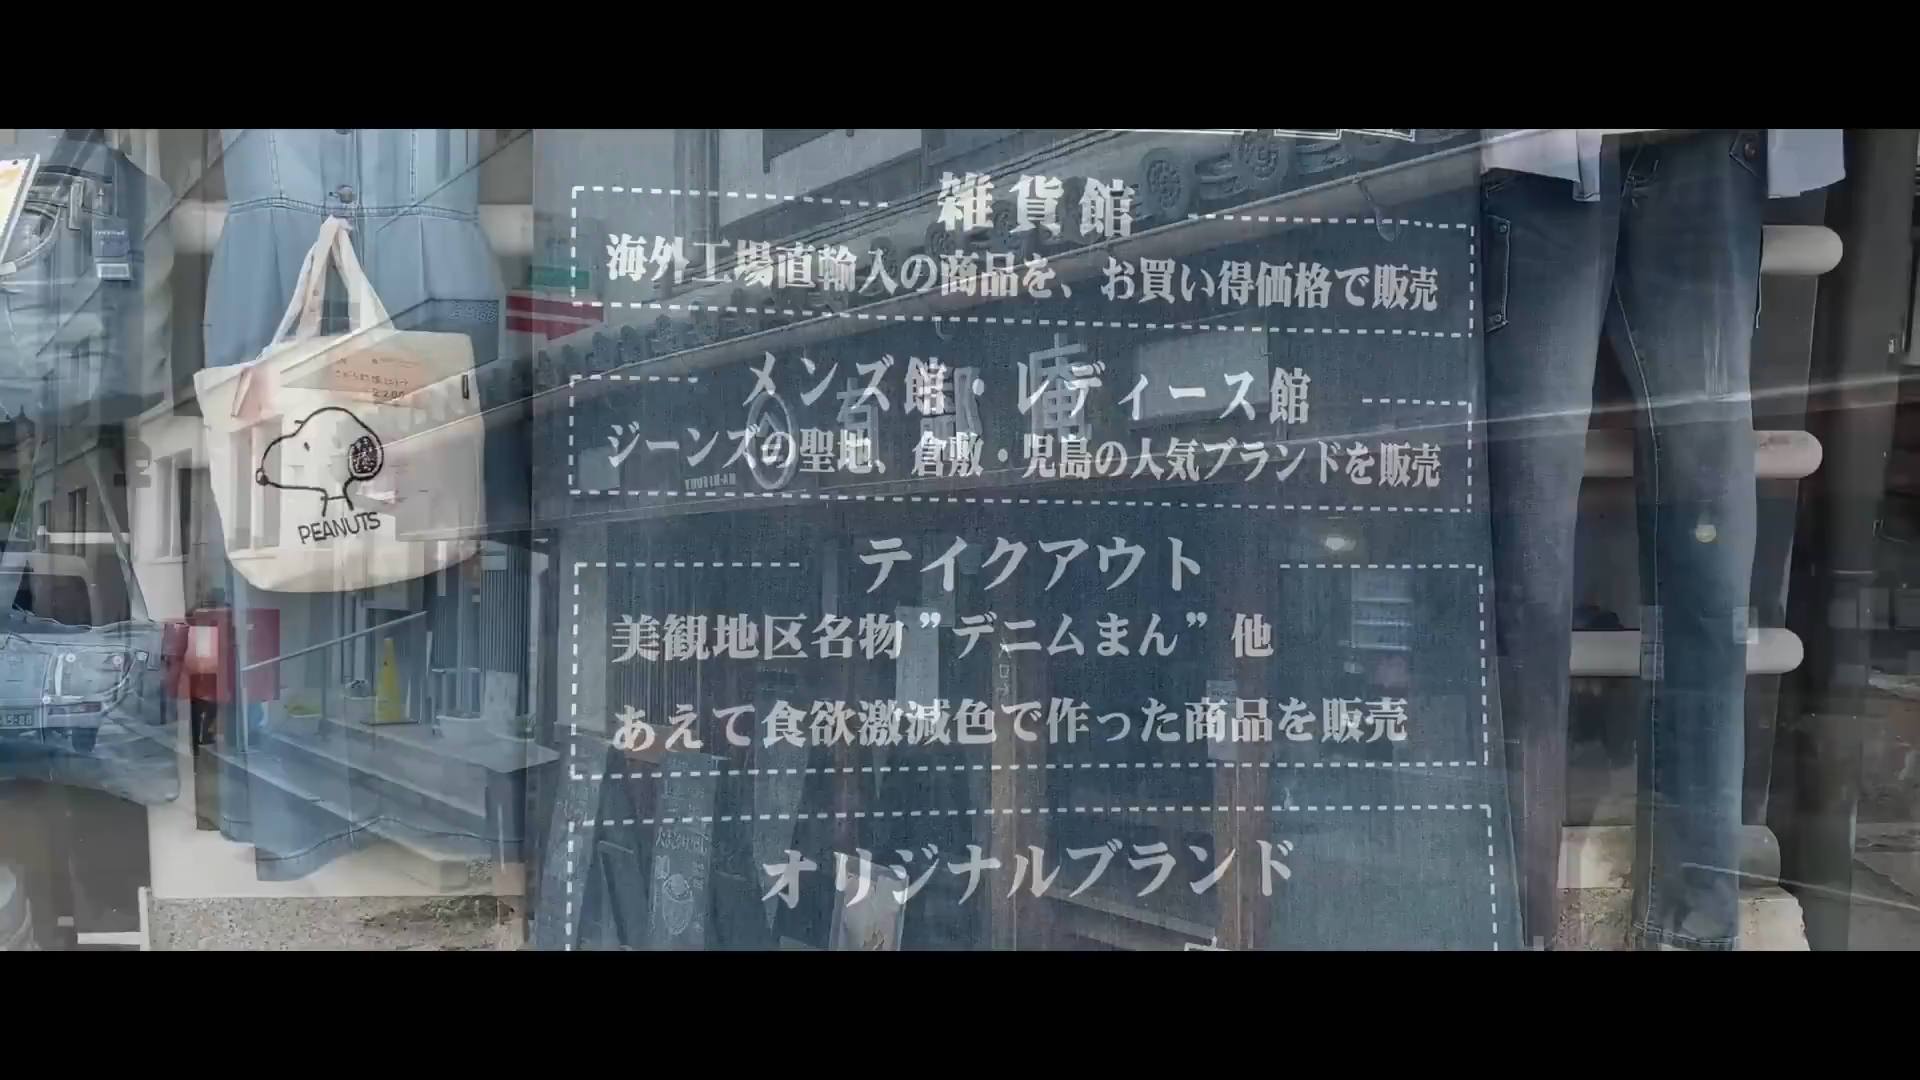 雑貨館
海外工場直輸入の商品を、お買い得価格で販売
メンズ館・レディース館
ジーンズの聖地、倉敷・児島の人気ブランドを販売
テイクアウト
美観地区名物”デニムまん”他
あえて食欲激減色で作った商品を販売
オリジナルブランド
PEANUTS